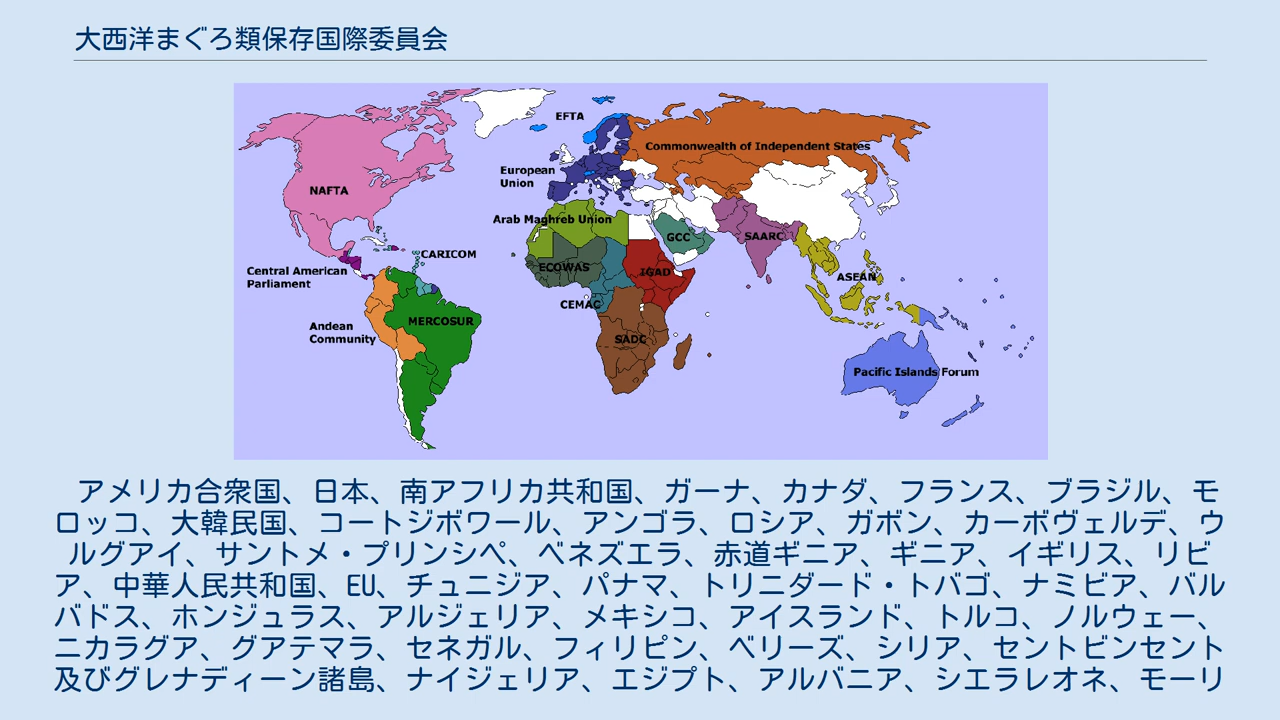 大西洋まぐろ類保存国際委員会
EFTA
Commonwealth of Independent States
European
Union
NAFTA
Arab Maghreb Union
GCC
SAARC
CARICOM
ECOWAS
IGAD
ASEAN
Central American
Parliament
CEMAC
MERCOSUR
Andean
Community
SADC
Pacific Islands Forum
アメリカ合衆国、日本、南アフリカ共和国、ガーナ、カナダ、フランス、ブラジル、モ
ロッコ、大韓民国、コートジボワール、アンゴラ、ロシア、ガボン、カーボヴェルデ、ウ
ルグアイ、サントメ・プリンシペ、ベネズエラ、赤道ギニア、ギニア、イギリス、リビ
ア、中華人民共和国、EU、チュニジア、パナマ、トリニダード・トバゴ、ナミビア、バル
バドス、ホンジュラス、アルジェリア、メキシコ、アイスランド、トルコ、ノルウェー、
ニカラグア、グアテマラ、セネガル、フィリピン、ベリーズ、シリア、セントビンセント
及びグレナディーン諸島、ナイジェリア、エジプト、アルバニア、シエラレオネ、モーリ